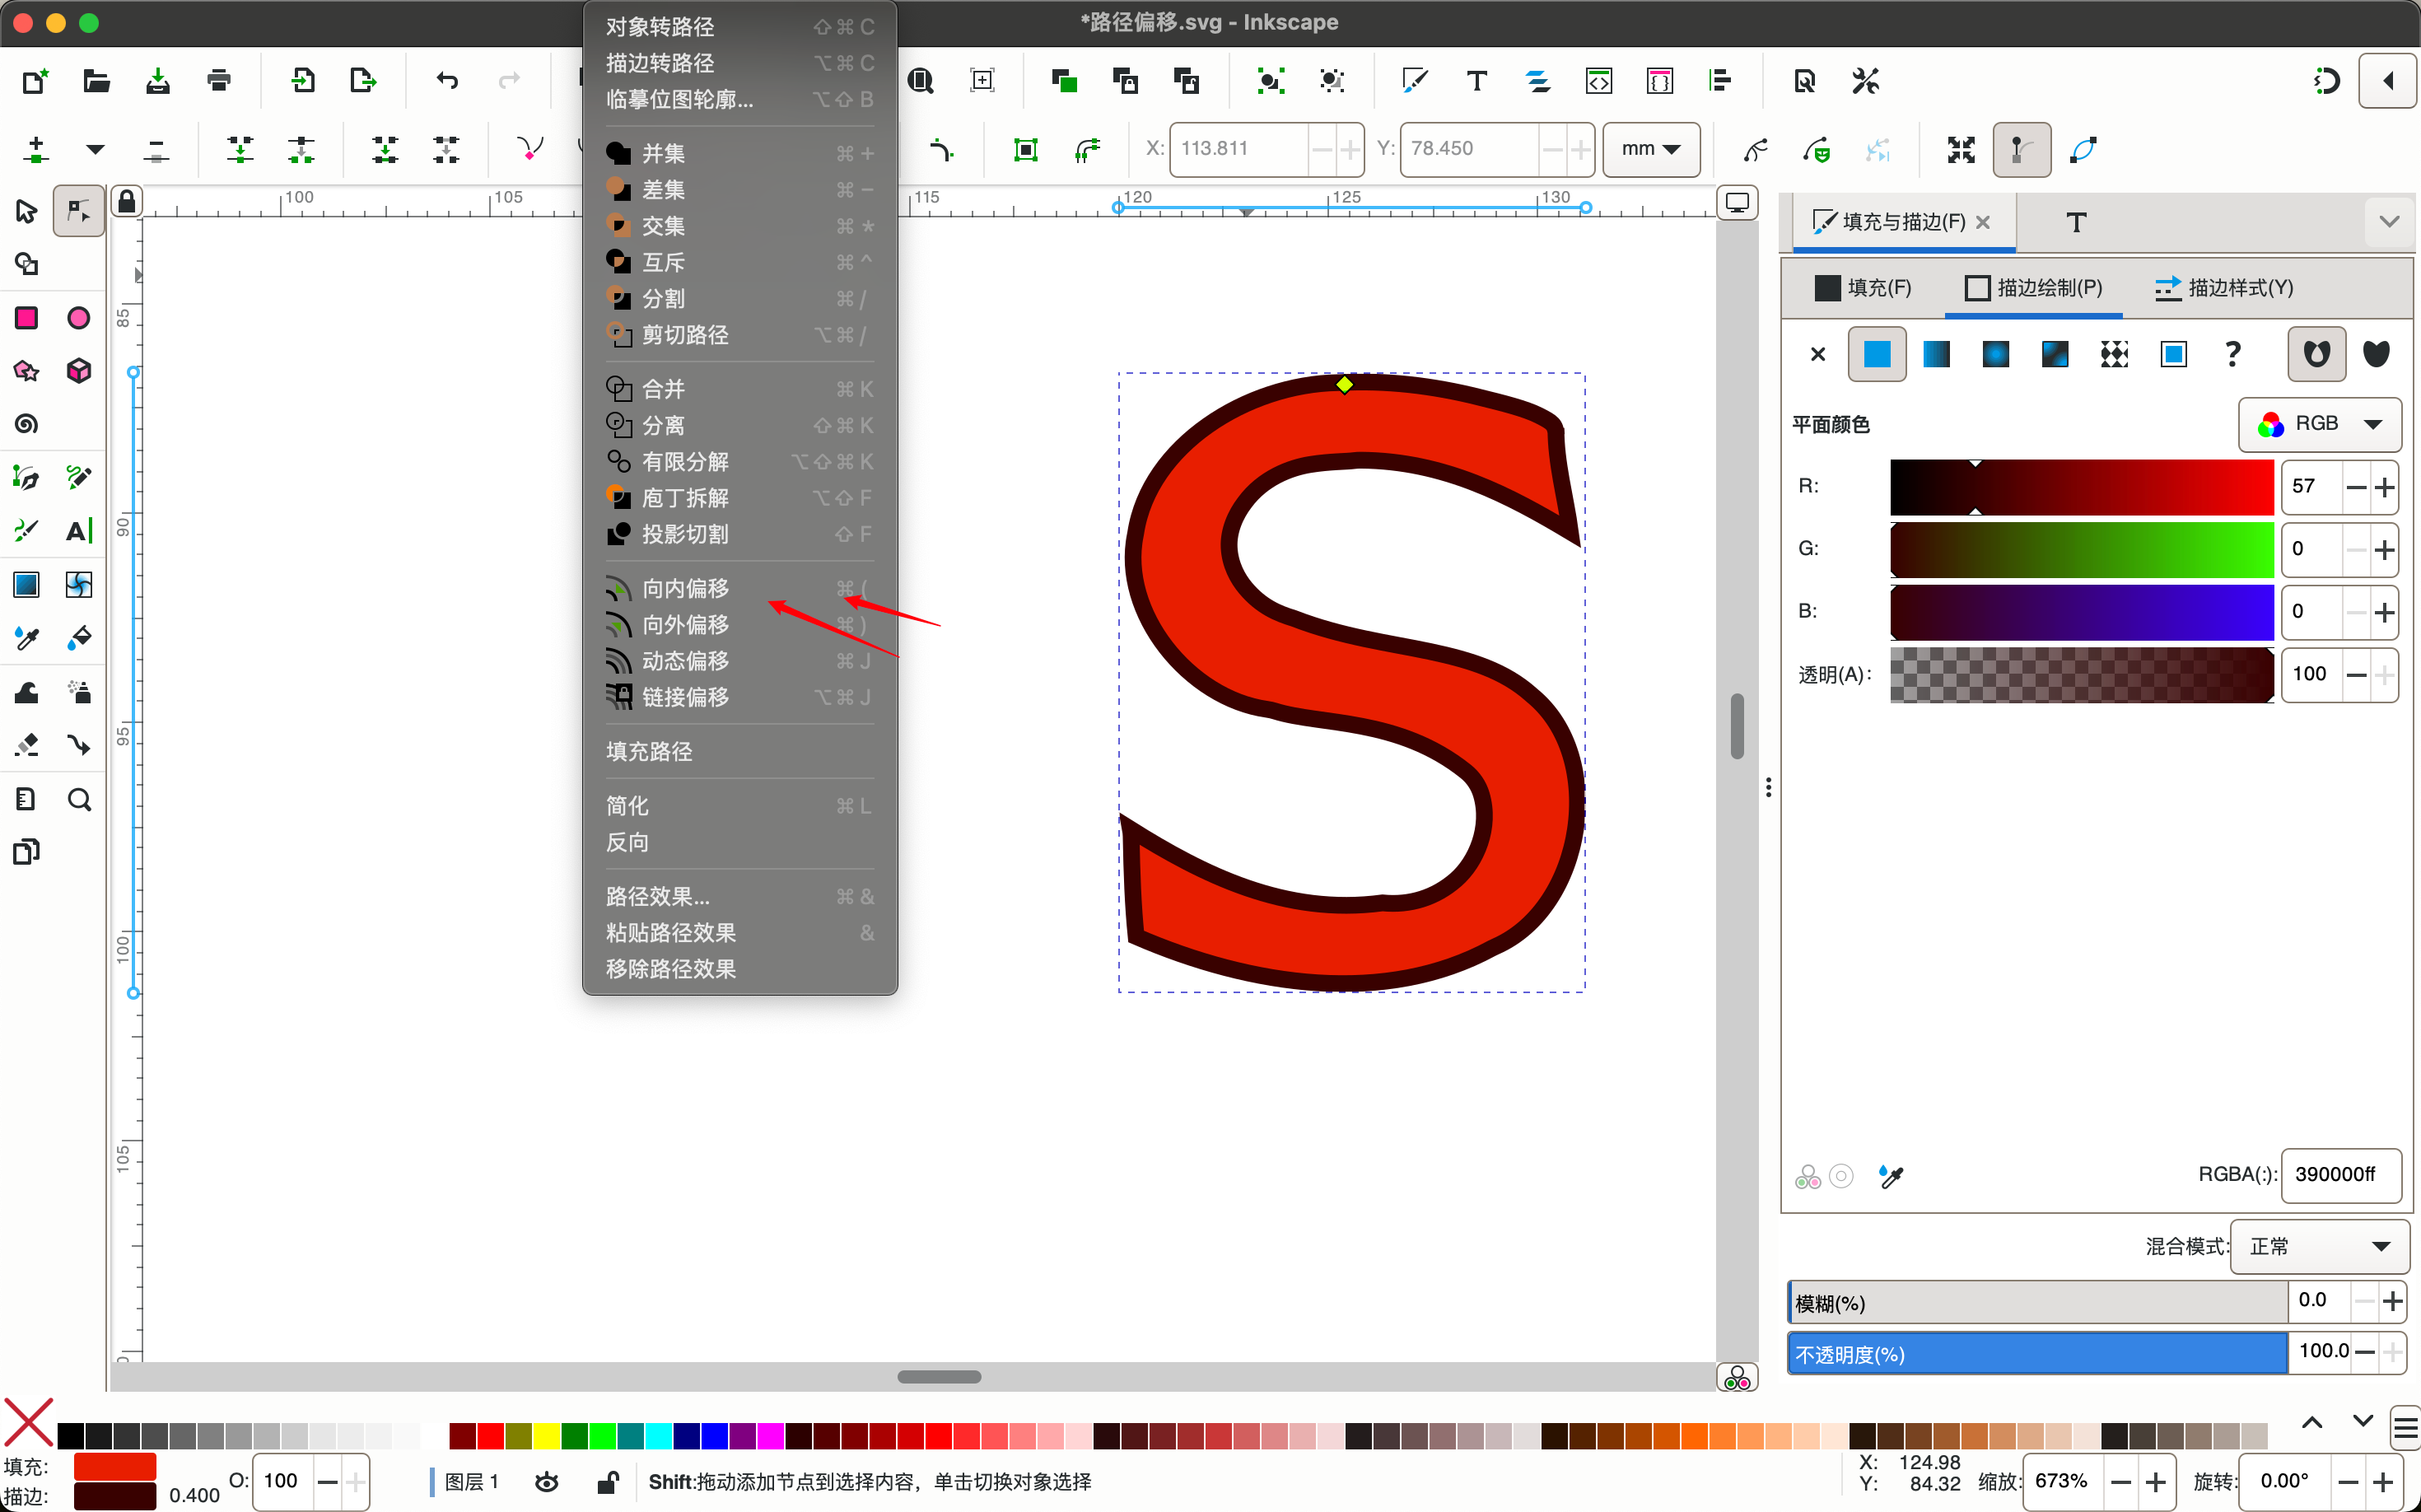 *路径偏移.svg - Inkscape
对象转路径 ⇧⌘C
描边转路径 ⌥⌘C
临摹位图轮廓... ⌥⇧B
并集 ⌘+
差集 ⌘−
交集 ⌘*
互斥 ⌘^
分割 ⌘/
剪切路径 ⌥⌘/
合并 ⌘K
分离 ⇧⌘K
有限分解 ⌥⇧⌘K
庖丁拆解 ⌥⇧F
投影切割 ⇧F
向内偏移 ⌘(
向外偏移 ⌘)
动态偏移 ⌘J
链接偏移 ⌥⌘J
填充路径
简化 ⌘L
反向
路径效果... ⌘&
粘贴路径效果 &
移除路径效果
X: 113.811 Y: 78.450 mm
100 105 115 120 125 130
85
90
95
100
105
S
填充与描边(F)
填充(F) 描边绘制(P) 描边样式(Y)
平面颜色 RGB
R: 57
G: 0
B: 0
透明(A): 100
RGBA(:): 390000ff
混合模式: 正常
模糊(%) 0.0
不透明度(%) 100.0
填充:
描边: 0.400
O: 100
图层 1
Shift:拖动添加节点到选择内容，单击切换对象选择
X: 124.98
Y: 84.32
缩放: 673%
旋转: 0.00°